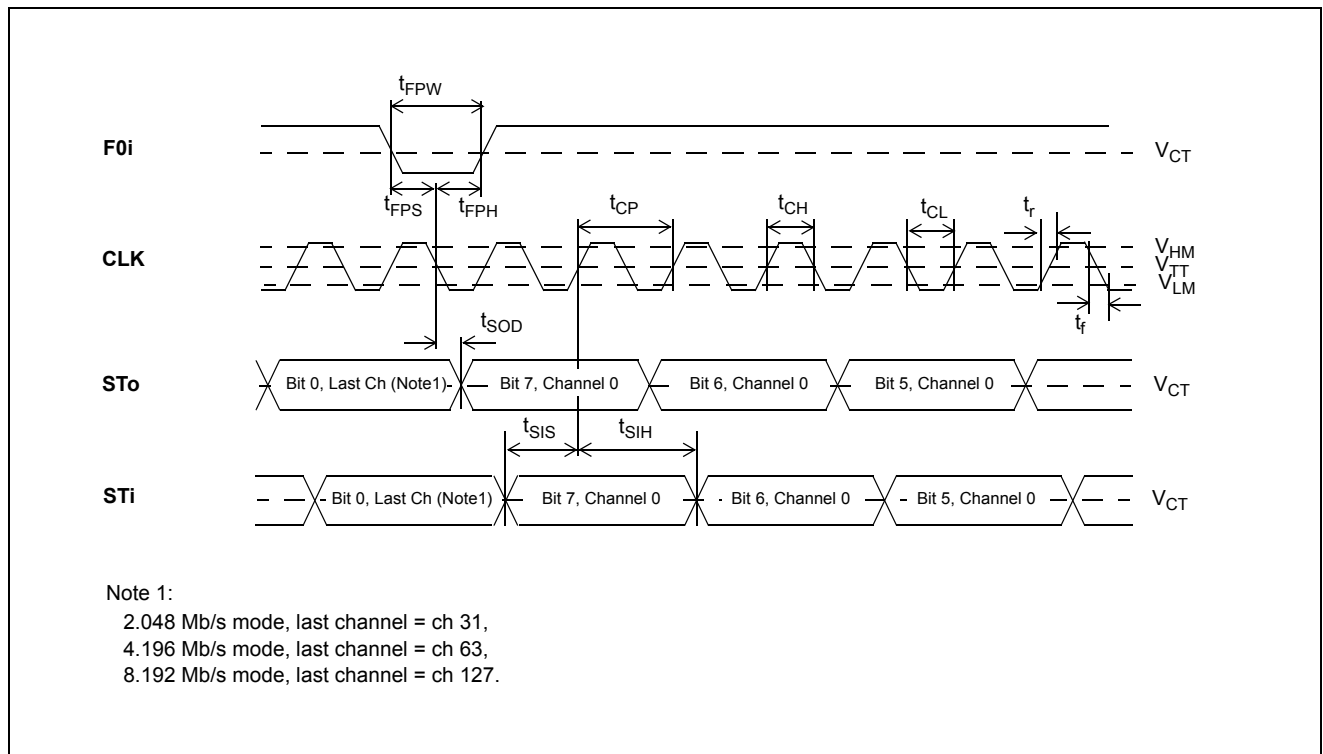 tFPW
F0i
VCT
tFPS
tFPH
tCP
tCH
tCL
tr
CLK
VHM
VTT
VLM
tf
tSOD
STo
Bit 0, Last Ch (Note1)
Bit 7, Channel 0
Bit 6, Channel 0
Bit 5, Channel 0
VCT
tSIS
tSIH
STi
Bit 0, Last Ch (Note1)
Bit 7, Channel 0
Bit 6, Channel 0
Bit 5, Channel 0
VCT
Note 1:
2.048 Mb/s mode, last channel = ch 31,
4.196 Mb/s mode, last channel = ch 63,
8.192 Mb/s mode, last channel = ch 127.